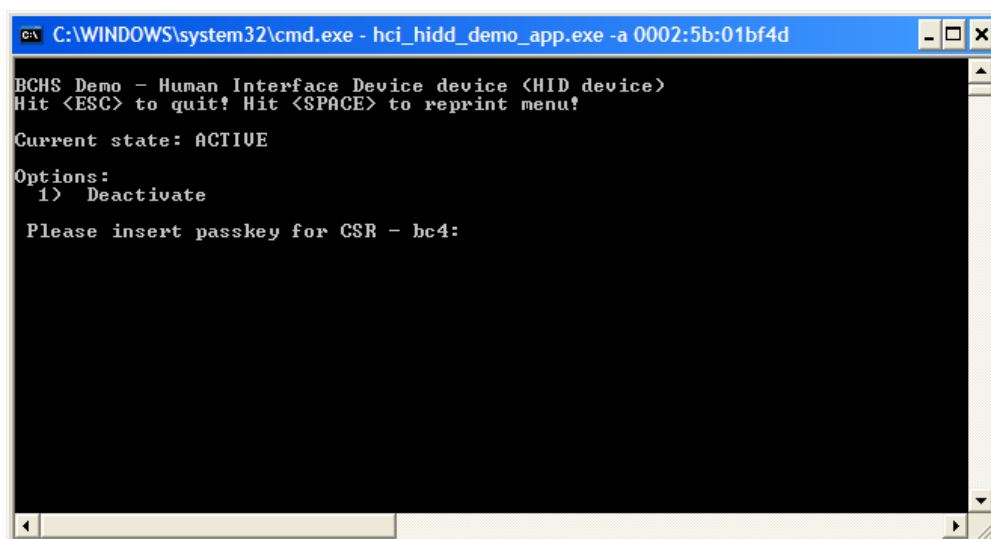 C:\WINDOWS\system32\cmd.exe - hci_hidd_demo_app.exe -a 0002:5b:01bf4d
BCHS Demo - Human Interface Device device (HID device)
Hit <ESC> to quit! Hit <SPACE> to reprint menu!
Current state: ACTIVE
Options:
1) Deactivate
Please insert passkey for CSR - bc4: